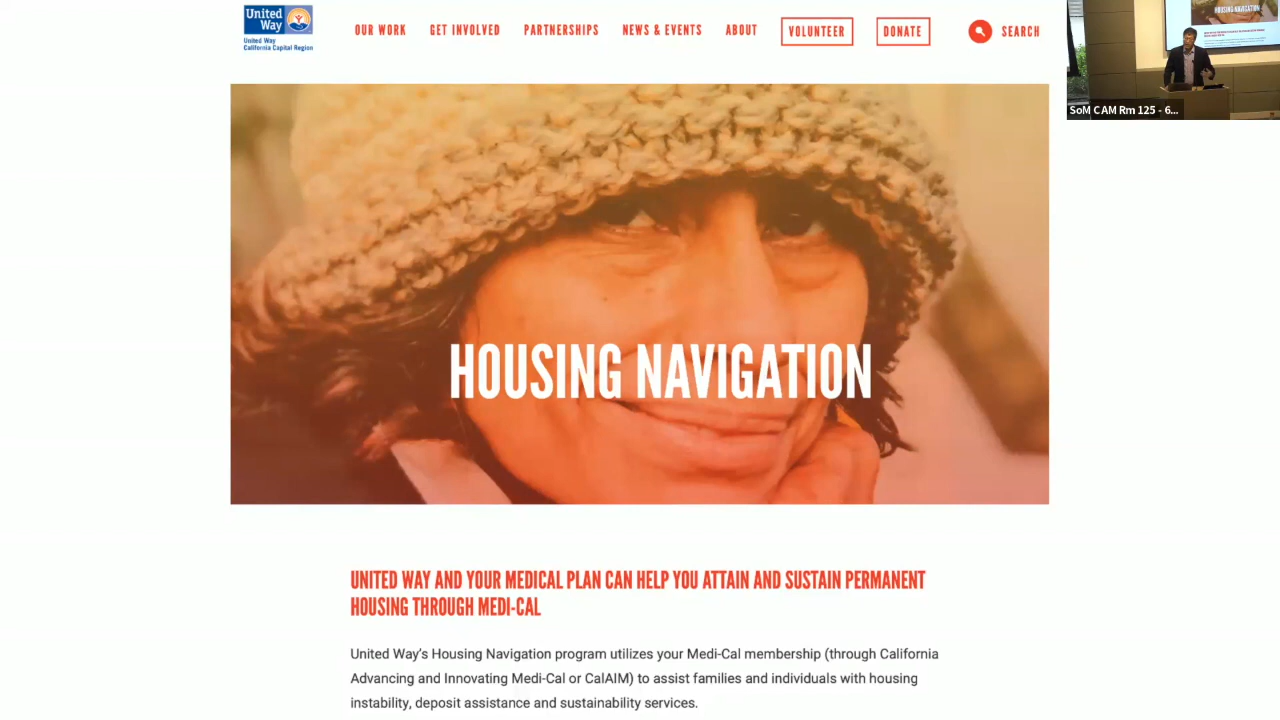 United
Way
United Way
California Capital Region
OUR WORK
GET INVOLVED
PARTNERSHIPS
NEWS & EVENTS
ABOUT
VOLUNTEER
DONATE
SEARCH
HOUSING NAVIGATION
SoM CAM Rm 125 - 6...
HOUSING NAVIGATION
UNITED WAY AND YOUR MEDICAL PLAN CAN HELP YOU ATTAIN AND SUSTAIN PERMANENT
HOUSING THROUGH MEDI-CAL
United Way's Housing Navigation program utilizes your Medi-Cal membership (through California
Advancing and Innovating Medi-Cal or CalAIM) to assist families and individuals with housing
instability, deposit assistance and sustainability services.